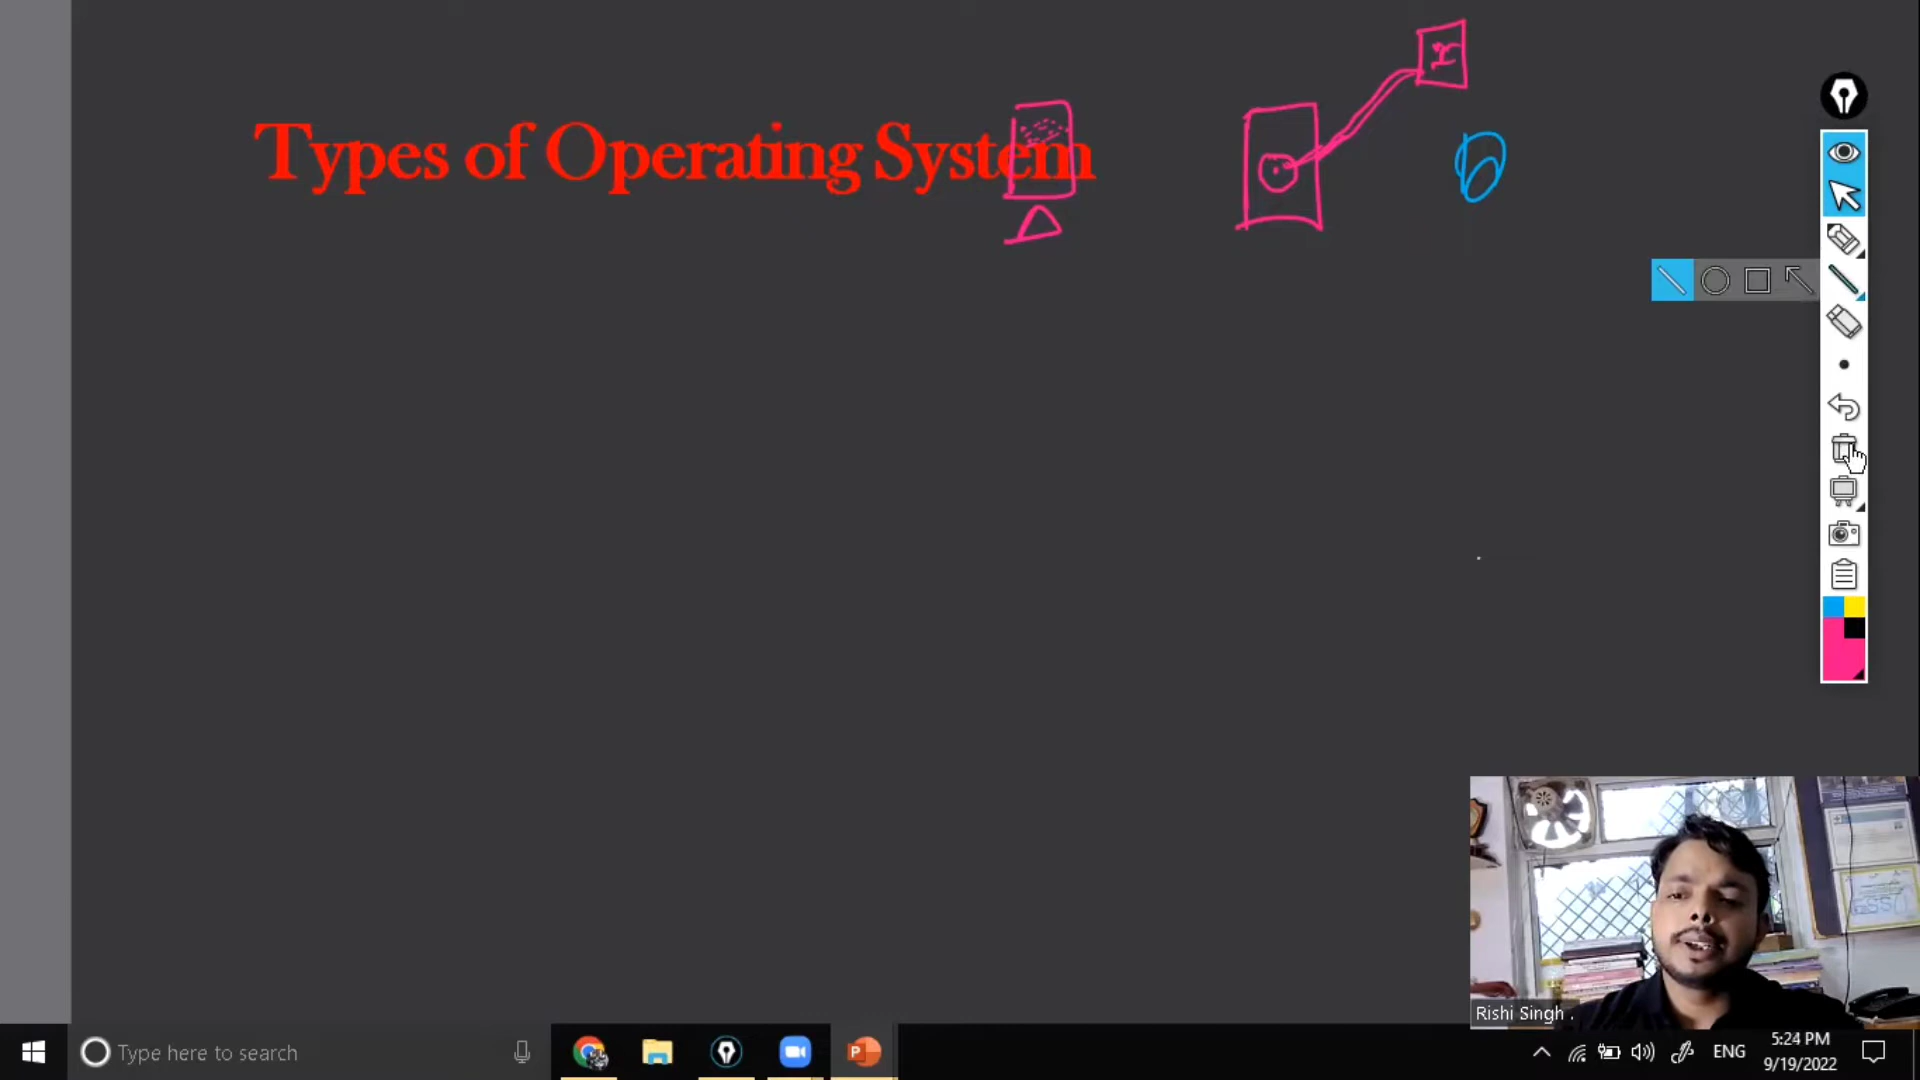 Types of Operating System
Rishi Singh .
Type here to search
ENG
5:24 PM
9/19/2022